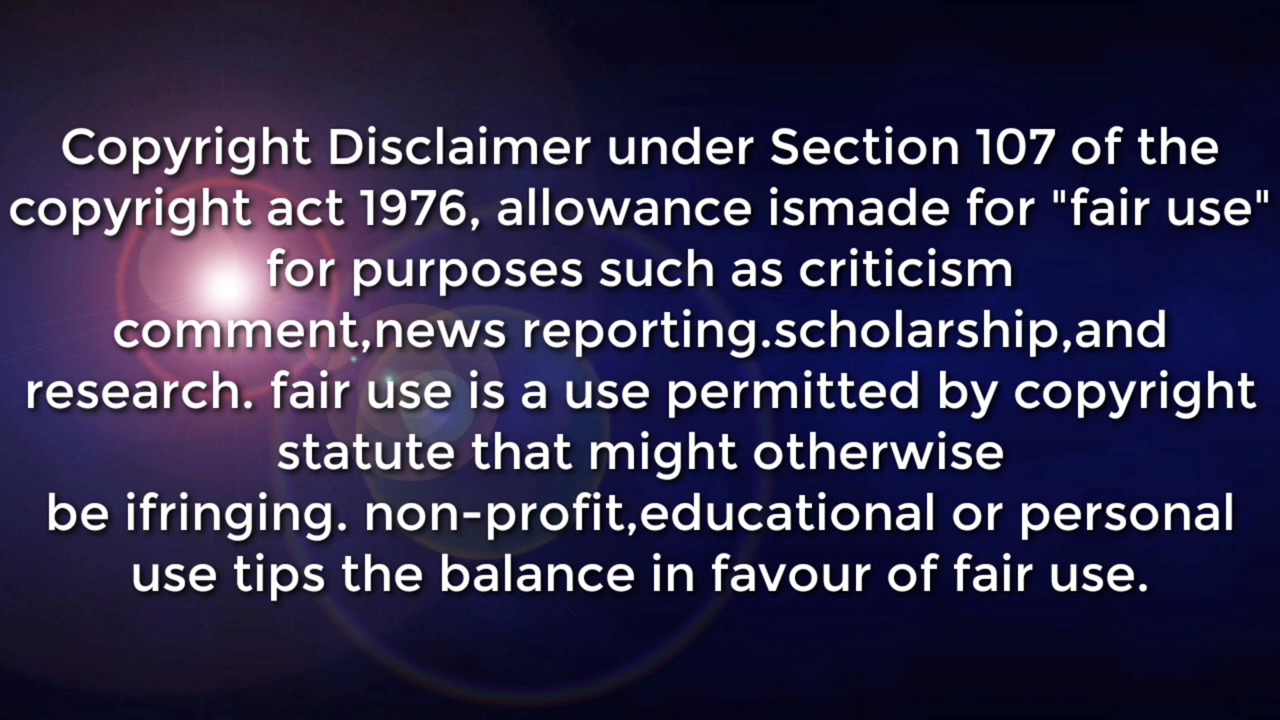 Copyright Disclaimer under Section 107 of the
copyright act 1976, allowance ismade for "fair use"
for purposes such as criticism
comment,news reporting.scholarship,and
research. fair use is a use permitted by copyright
statute that might otherwise
be ifringing. non-profit,educational or personal
use tips the balance in favour of fair use.